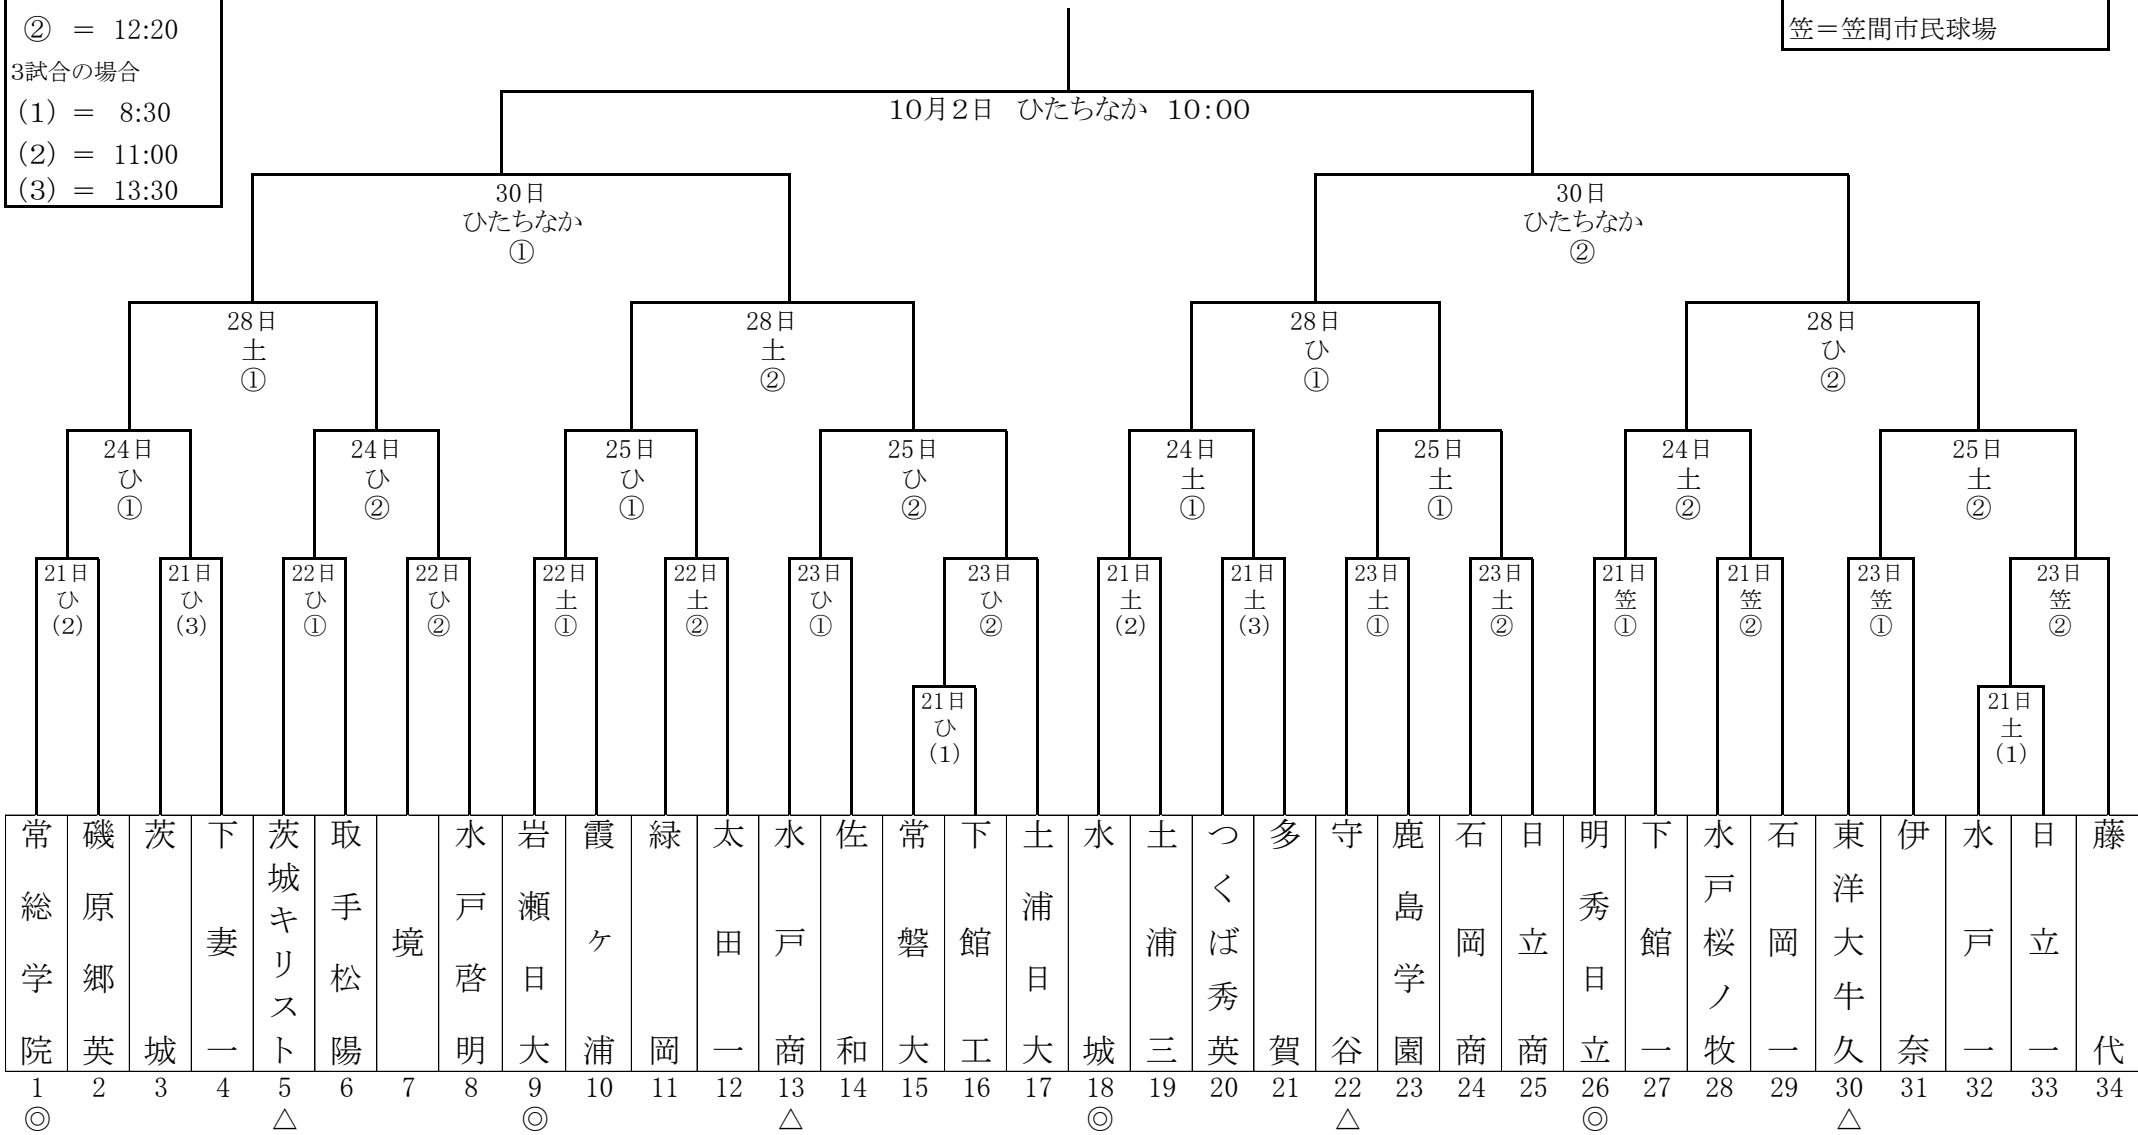 ② ＝ 12:20
3試合の場合
(1) ＝ 8:30
(2) ＝ 11:00
(3) ＝ 13:30
笠＝笠間市民球場
10月2日 ひたちなか 10:00
30日
ひたちなか
①
30日
ひたちなか
②
28日
土
①
28日
土
②
28日
ひ
①
28日
ひ
②
24日
ひ
①
24日
ひ
②
25日
ひ
①
25日
ひ
②
24日
土
①
25日
土
①
24日
土
②
25日
土
②
21日
ひ
(2)
21日
ひ
(3)
22日
ひ
①
22日
ひ
②
22日
土
①
22日
土
②
23日
ひ
①
23日
ひ
②
21日
土
(2)
21日
土
(3)
23日
土
①
23日
土
②
21日
笠
①
21日
笠
②
23日
笠
①
23日
笠
②
21日
ひ
(1)
21日
土
(1)
常総学院
磯原郷英
茨城
下妻一
茨城キリスト
取手松陽
境
水戸啓明
岩瀬日大
霞ヶ浦
緑岡
太田一
水戸商
佐和
常磐大
下館工
土浦日大
水城
土浦三
つくば秀英
多賀
守谷
鹿島学園
石岡商
日立商
明秀日立
下館一
水戸桜ノ牧
石岡一
東洋大牛久
伊奈
水戸一
日立一
藤代
1 2 3 4 5 6 7 8 9 10 11 12 13 14 15 16 17 18 19 20 21 22 23 24 25 26 27 28 29 30 31 32 33 34
◎ △ ◎ △ ◎ △ ◎ △